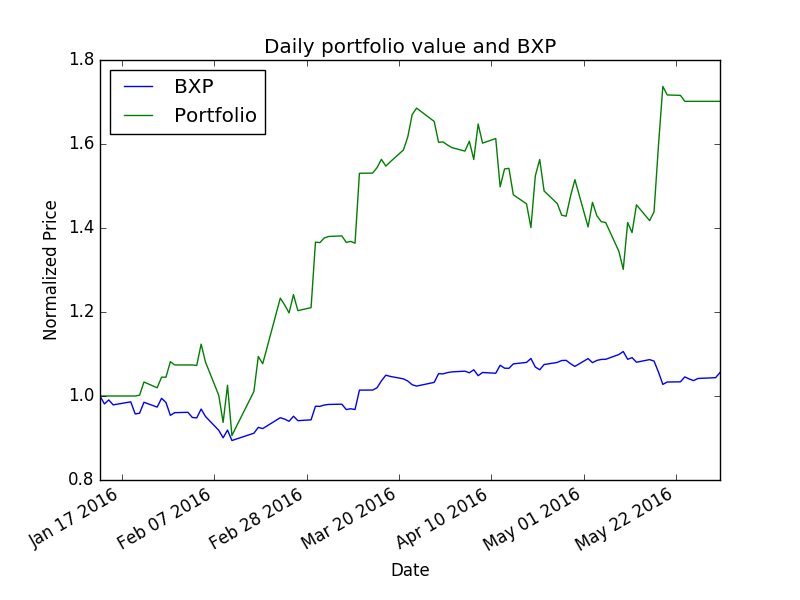 Daily portfolio value and BXP
BXP
Portfolio
1.8
1.6
1.4
1.2
1.0
0.8
Normalized Price
Jan 17 2016
Feb 07 2016
Feb 28 2016
Mar 20 2016
Apr 10 2016
May 01 2016
May 22 2016
Date